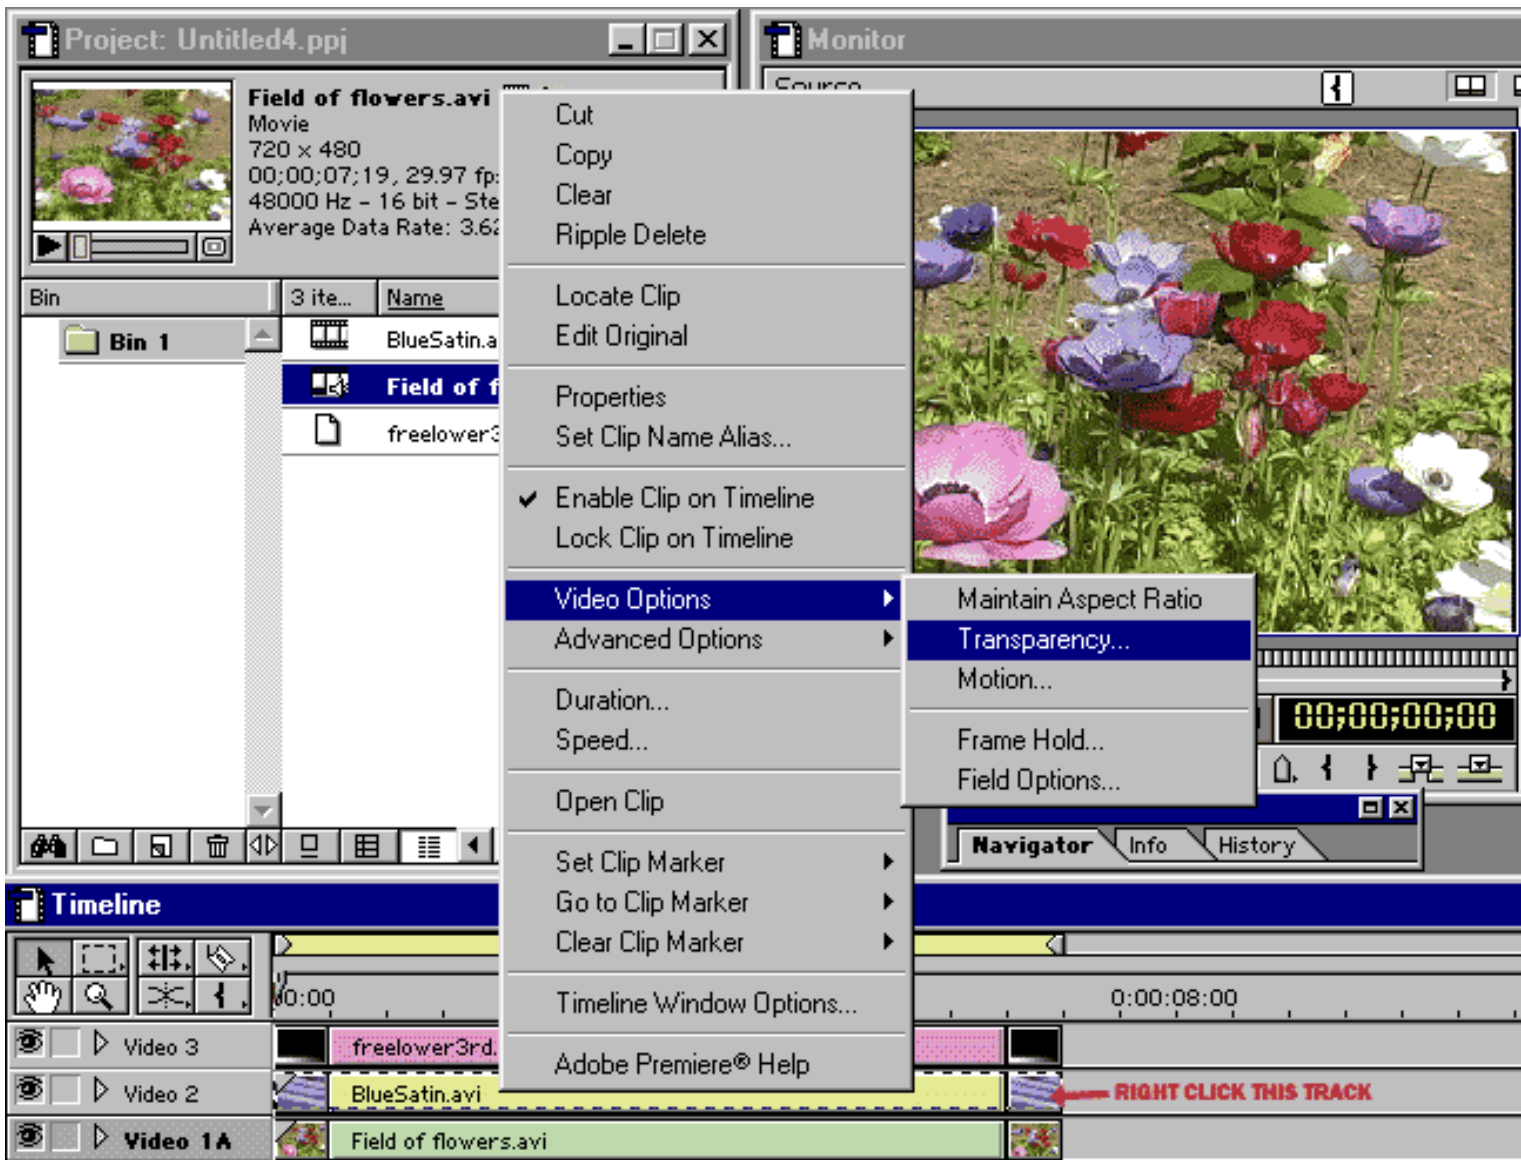 Project: Untitled4.ppj
Monitor
Source
Field of flowers.avi
Movie
720 × 480
00;00;07;19, 29.97 fp
48000 Hz – 16 bit – Ste
Average Data Rate: 3.62
Bin
3 ite...
Name
Bin 1
BlueSatin.a
Field of f
freelower3
Cut
Copy
Clear
Ripple Delete
Locate Clip
Edit Original
Properties
Set Clip Name Alias...
Enable Clip on Timeline
Lock Clip on Timeline
Video Options
Advanced Options
Duration...
Speed...
Open Clip
Set Clip Marker
Go to Clip Marker
Clear Clip Marker
Timeline Window Options...
Adobe Premiere® Help
Maintain Aspect Ratio
Transparency...
Motion...
Frame Hold...
Field Options...
00;00;00;00
Navigator
Info
History
Timeline
0:00
0:00:08:00
Video 3
freelower3rd.
Video 2
BlueSatin.avi
RIGHT CLICK THIS TRACK
Video 1A
Field of flowers.avi